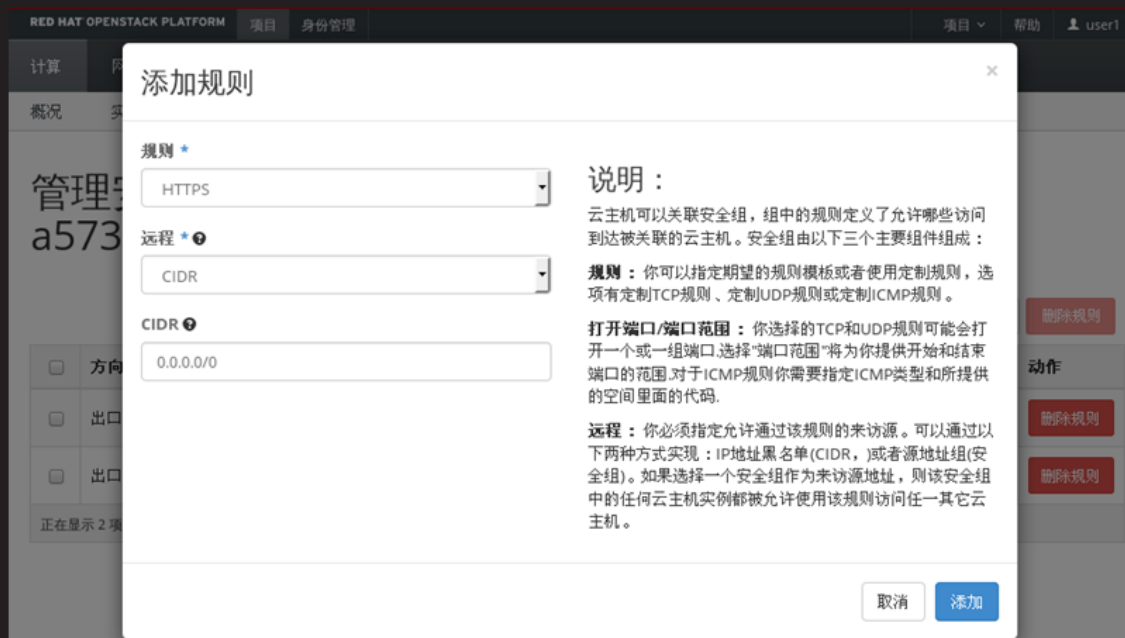 RED HAT OPENSTACK PLATFORM 项目 身份管理 项目 帮助 user1
计算
概况
添加规则
×
管理
a573
规则 *
HTTPS
远程 *
CIDR
CIDR
0.0.0.0/0
说明：
云主机可以关联安全组，组中的规则定义了允许哪些访问
到达被关联的云主机。安全组由以下三个主要组件组成：
规则： 你可以指定期望的规则模板或者使用定制规则，选
项有定制TCP规则、定制UDP规则或定制ICMP规则。
打开端口/端口范围： 你选择的TCP和UDP规则可能会打
开一个或一组端口.选择"端口范围"将为你提供开始和结束
端口的范围.对于ICMP规则你需要指定ICMP类型和所提供
的空间里面的代码.
远程： 你必须指定允许通过该规则的来访源。可以通过以
下两种方式实现：IP地址黑名单(CIDR，)或者源地址组(安
全组)。如果选择一个安全组作为来访源地址，则该安全组
中的任何云主机实例都被允许使用该规则访问任一其它云
主机。
删除规则
方向
动作
出口
删除规则
出口
删除规则
正在显示 2 项
取消
添加